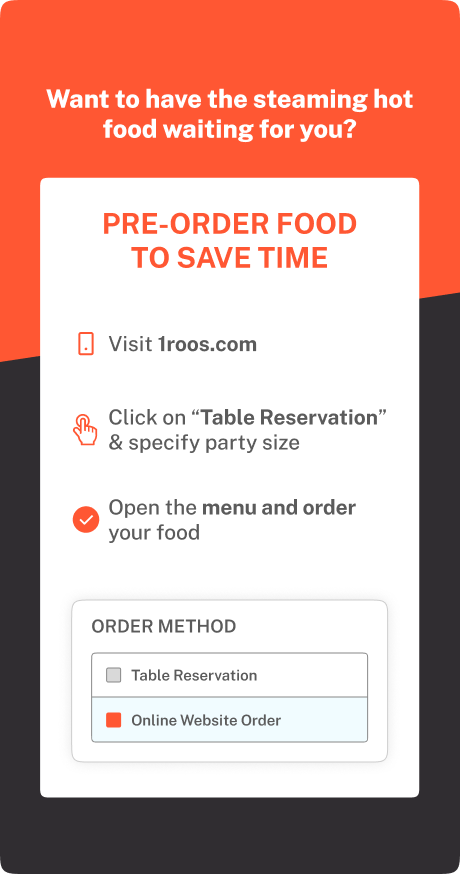 Want to have the steaming hot
food waiting for you?
PRE-ORDER FOOD
TO SAVE TIME
Visit 1roos.com
Click on “Table Reservation”
& specify party size
Open the menu and order
your food
ORDER METHOD
Table Reservation
Online Website Order